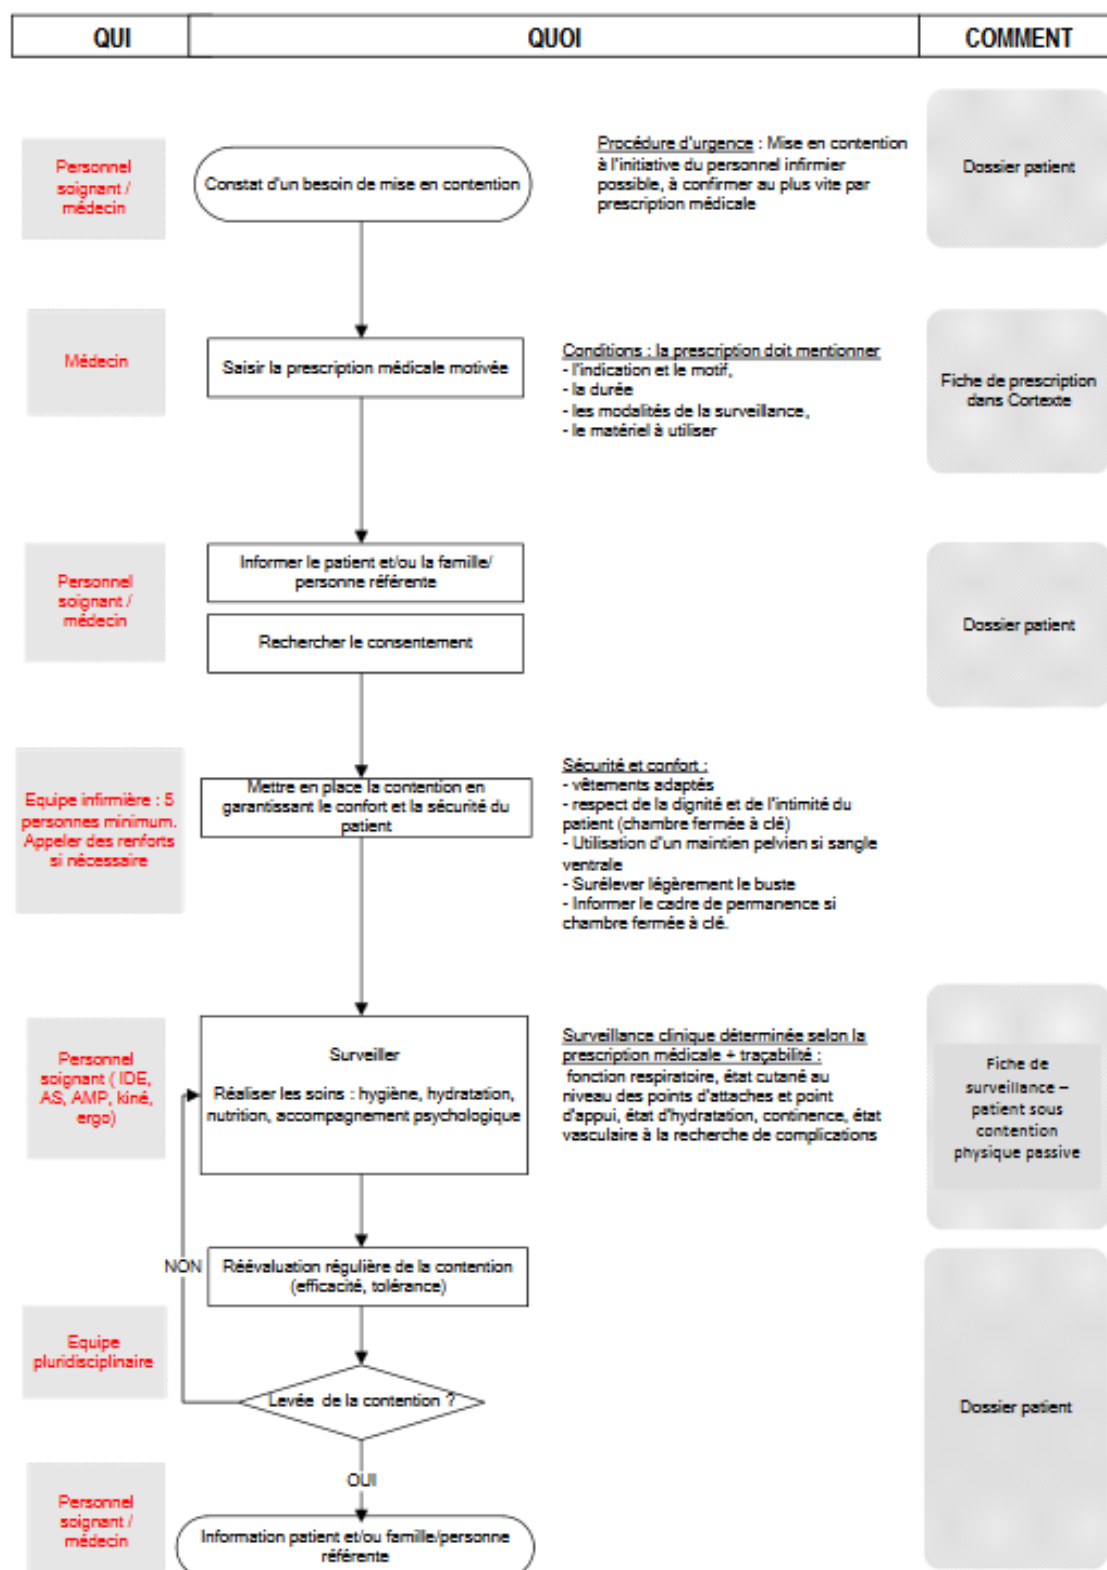 QUI
QUOI
COMMENT
Personnel
soignant /
médecin
Constat d'un besoin de mise en contention
Procédure d'urgence : Mise en contention
à l'initiative du personnel infirmier
possible, à confirmer au plus vite par
prescription médicale
Dossier patient
Médecin
Saisir la prescription médicale motivée
Conditions : la prescription doit mentionner
- l'indication et le motif,
- la durée
- les modalités de la surveillance,
- le matériel à utiliser
Fiche de prescription
dans Cortexte
Personnel
soignant /
médecin
Informer le patient et/ou la famille/
personne référente
Rechercher le consentement
Dossier patient
Equipe infirmière : 5
personnes minimum.
Appeler des renforts
si nécessaire
Mettre en place la contention en
garantissant le confort et la sécurité du
patient
Sécurité et confort :
- vêtements adaptés
- respect de la dignité et de l'intimité du
patient (chambre fermée à clé)
- Utilisation d'un maintien pelvien si sangle
ventrale
- Surélever légèrement le buste
- Informer le cadre de permanence si
chambre fermée à clé.
Personnel
soignant ( IDE,
AS, AMP, kiné,
ergo)
Surveiller
Réaliser les soins : hygiène, hydratation,
nutrition, accompagnement psychologique
Surveillance clinique déterminée selon la
prescription médicale + traçabilité :
fonction respiratoire, état cutané au
niveau des points d'attaches et point
d'appui, état d'hydratation, continence, état
vasculaire à la recherche de complications
Fiche de
surveillance –
patient sous
contention
physique passive
NON
Réévaluation régulière de la contention
(efficacité, tolérance)
Equipe
pluridisciplinaire
Levée de la contention ?
Dossier patient
OUI
Personnel
soignant /
médecin
Information patient et/ou famille/personne
référente